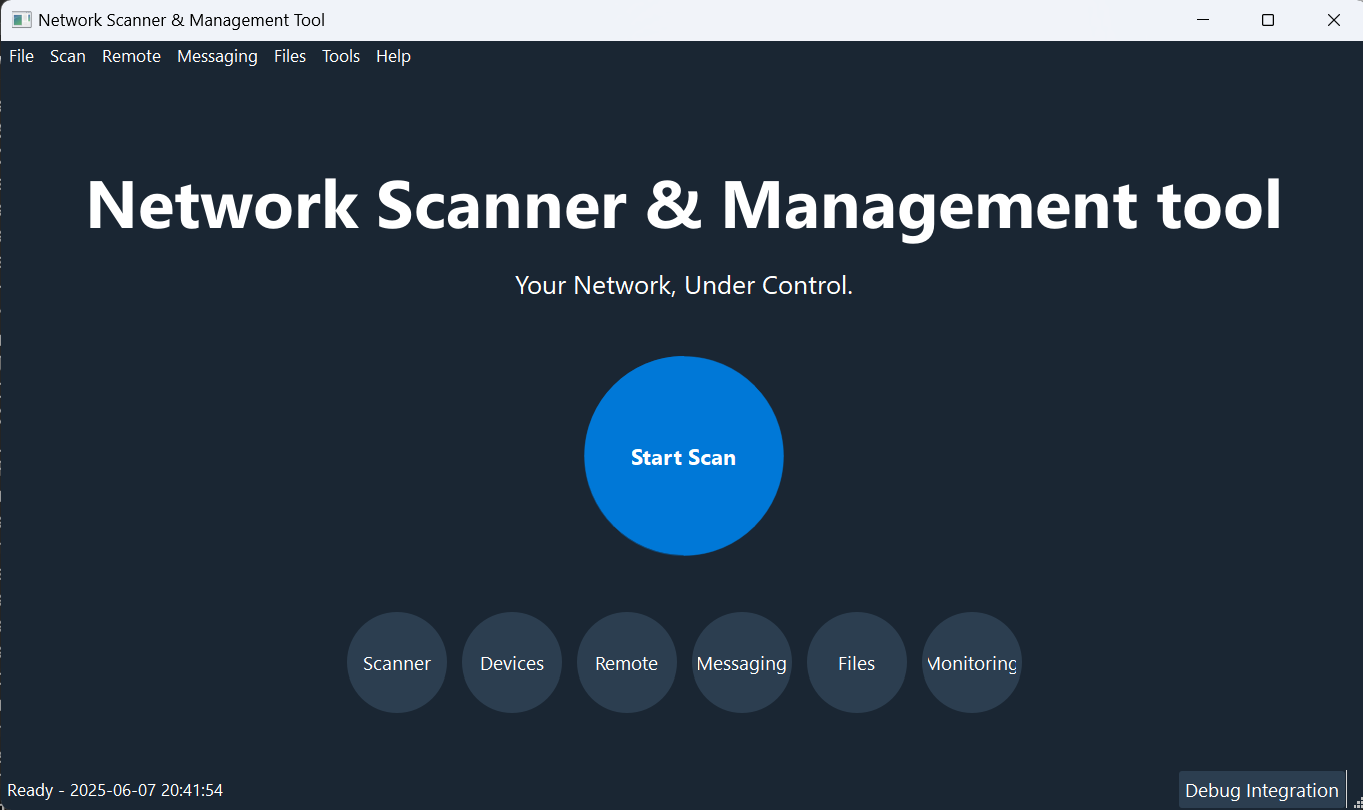 Network Scanner & Management Tool
File Scan Remote Messaging Files Tools Help
Network Scanner & Management tool
Your Network, Under Control.
Start Scan
Scanner Devices Remote Messaging Files Monitoring
Ready - 2025-06-07 20:41:54
Debug Integration